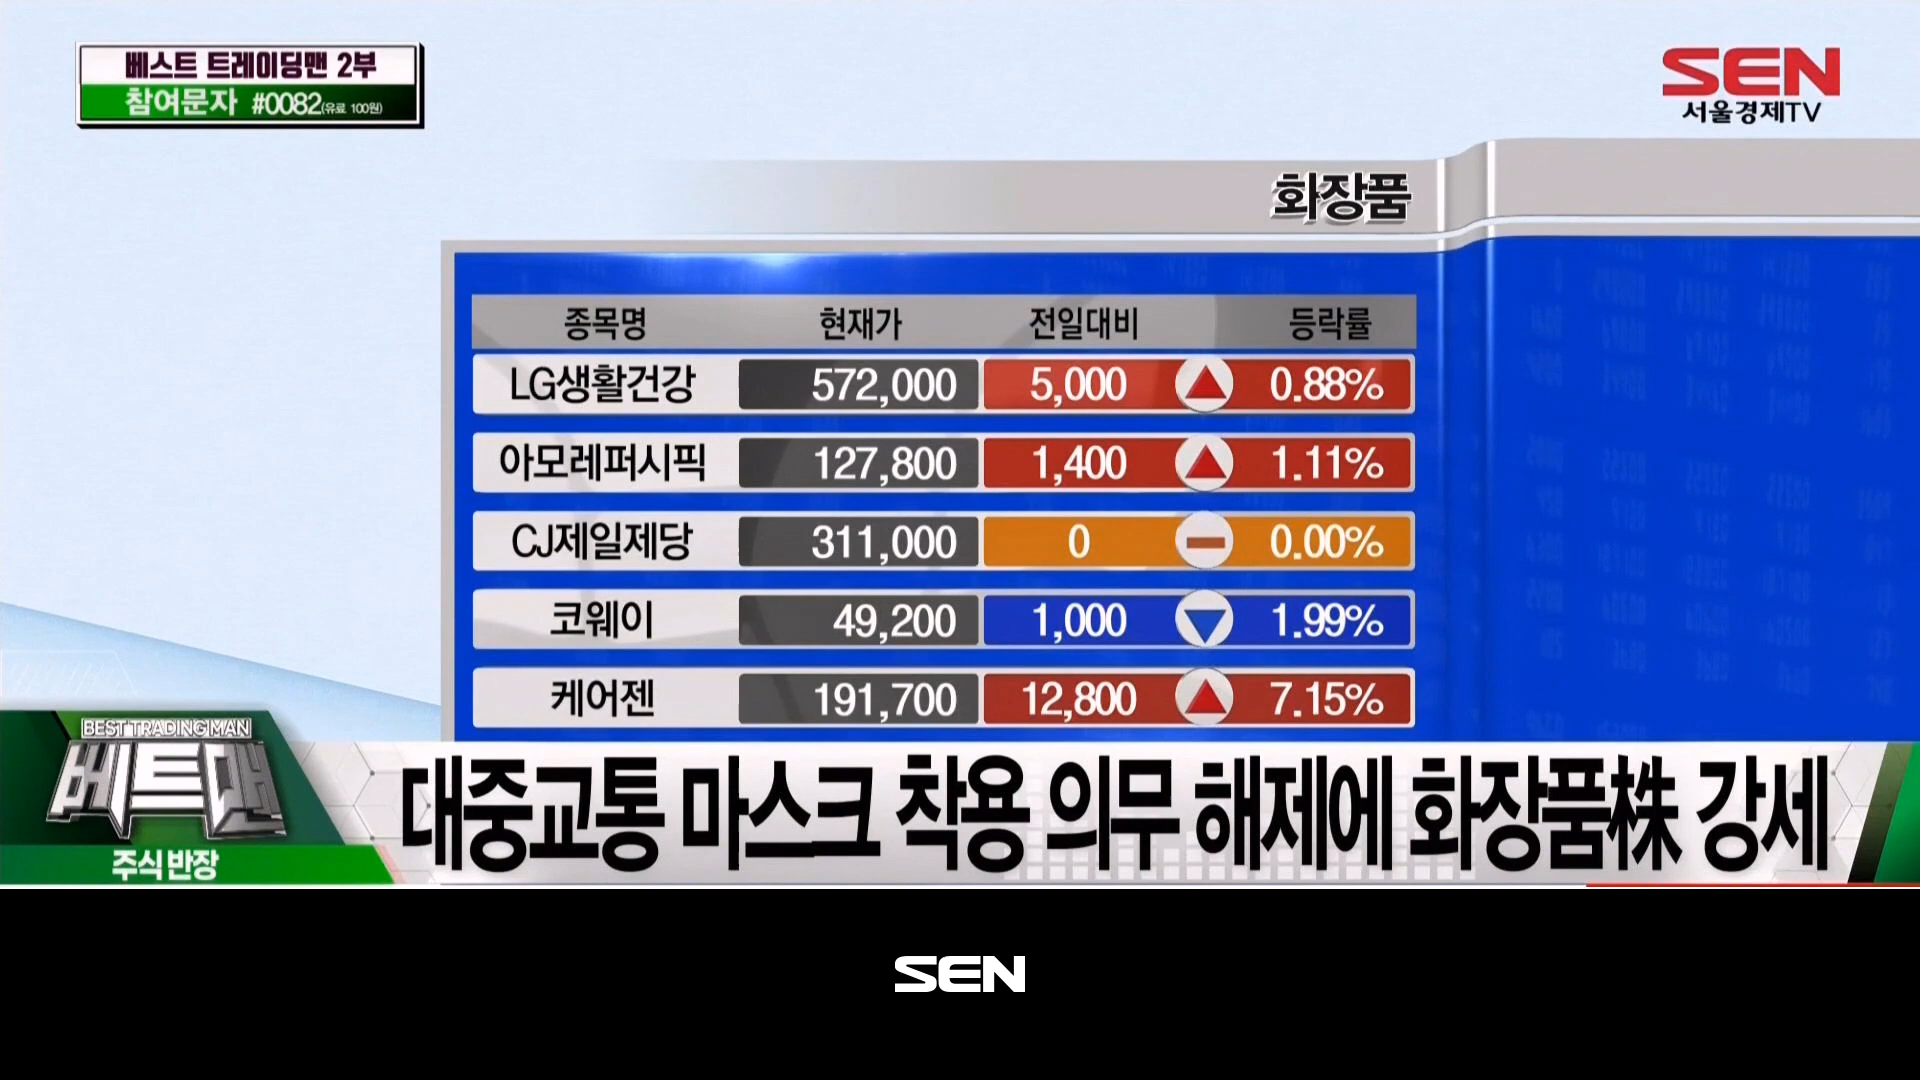 베스트 트레이딩맨 2부
참여문자 #0082(유료 100원)
SEN
서울경제TV
화장품
종목명 현재가 전일대비 등락률
LG생활건강 572,000 5,000 ▲ 0.88%
아모레퍼시픽 127,800 1,400 ▲ 1.11%
CJ제일제당 311,000 0 0.00%
코웨이 49,200 1,000 ▼ 1.99%
케어젠 191,700 12,800 ▲ 7.15%
BEST TRADING MAN
베트맨
주식 반장
대중교통 마스크 착용 의무 해제에 화장품株 강세
SEN